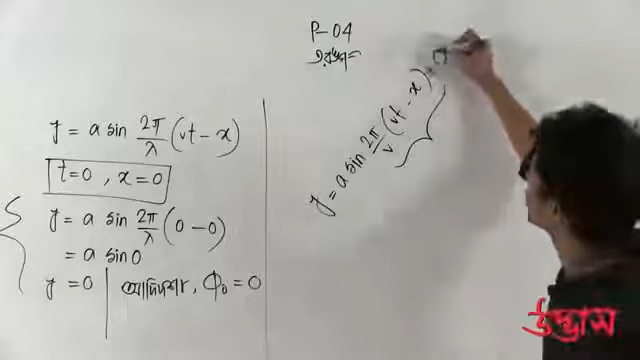 P-04
তরঙ্গ
y = a sin 2π/λ (vt - x)
t=0, x=0
y = a sin 2π/λ (0 - 0)
= a sin 0
y = 0 | আদিদশা, Φ₀ = 0
y = a sin 2π/v (vt - x)
উদ্ভাস